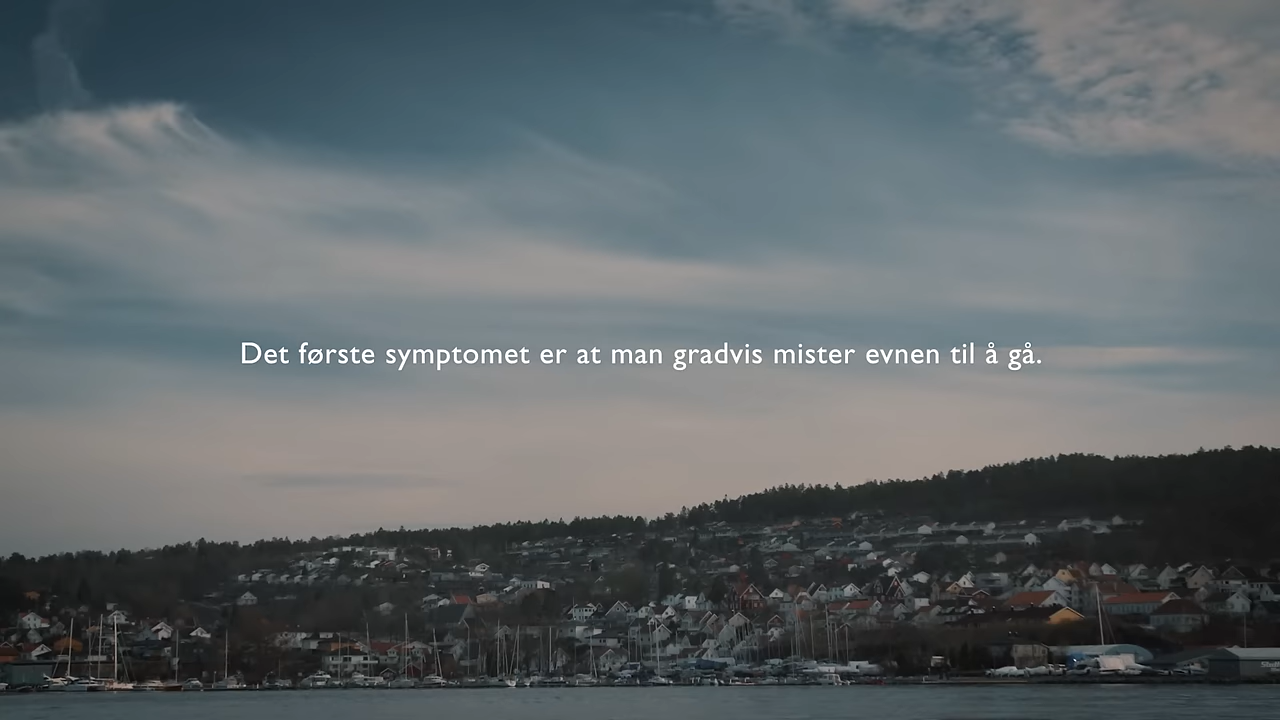 Det første symptomet er at man gradvis mister evnen til å gå.